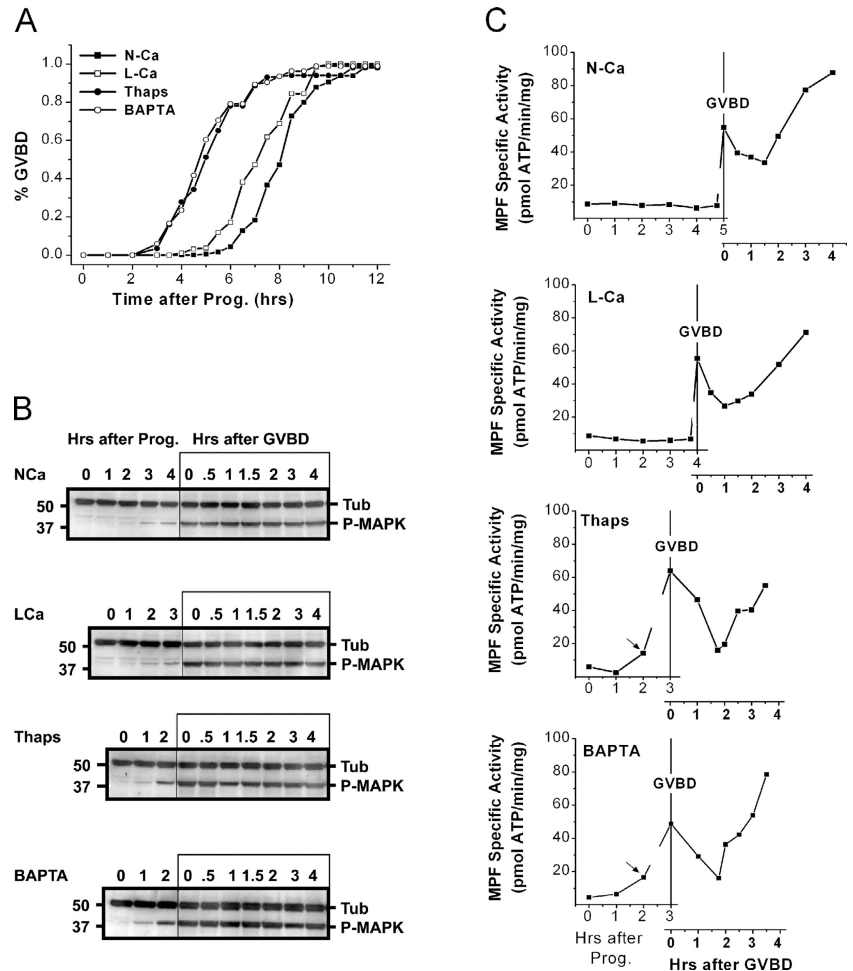 A
N-Ca
L-Ca
Thaps
BAPTA
% GVBD
1.0
0.8
0.6
0.4
0.2
0.0
0 2 4 6 8 10 12
Time after Prog. (hrs)
B
Hrs after Prog. Hrs after GVBD
NCa 0 1 2 3 4 0 .5 1 1.5 2 3 4
50 Tub
37 P-MAPK
LCa 0 1 2 3 0 .5 1 1.5 2 3 4
50 Tub
37 P-MAPK
Thaps 0 1 2 0 .5 1 1.5 2 3 4
50 Tub
37 P-MAPK
BAPTA 0 1 2 0 .5 1 1.5 2 3 4
50 Tub
37 P-MAPK
C
MPF Specific Activity
(pmol ATP/min/mg)
100
80
60
40
20
N-Ca
GVBD
0 1 2 3 4 5
0 1 2 3 4
MPF Specific Activity
(pmol ATP/min/mg)
100
80
60
40
20
L-Ca
GVBD
0 1 2 3 4
0 1 2 3 4
MPF Specific Activity
(pmol ATP/min/mg)
100
80
60
40
20
Thaps
GVBD
0 1 2 3
0 1 2 3 4
MPF Specific Activity
(pmol ATP/min/mg)
100
80
60
40
20
BAPTA
GVBD
0 1 2 3
0 1 2 3 4
Hrs after
Prog.
Hrs after GVBD